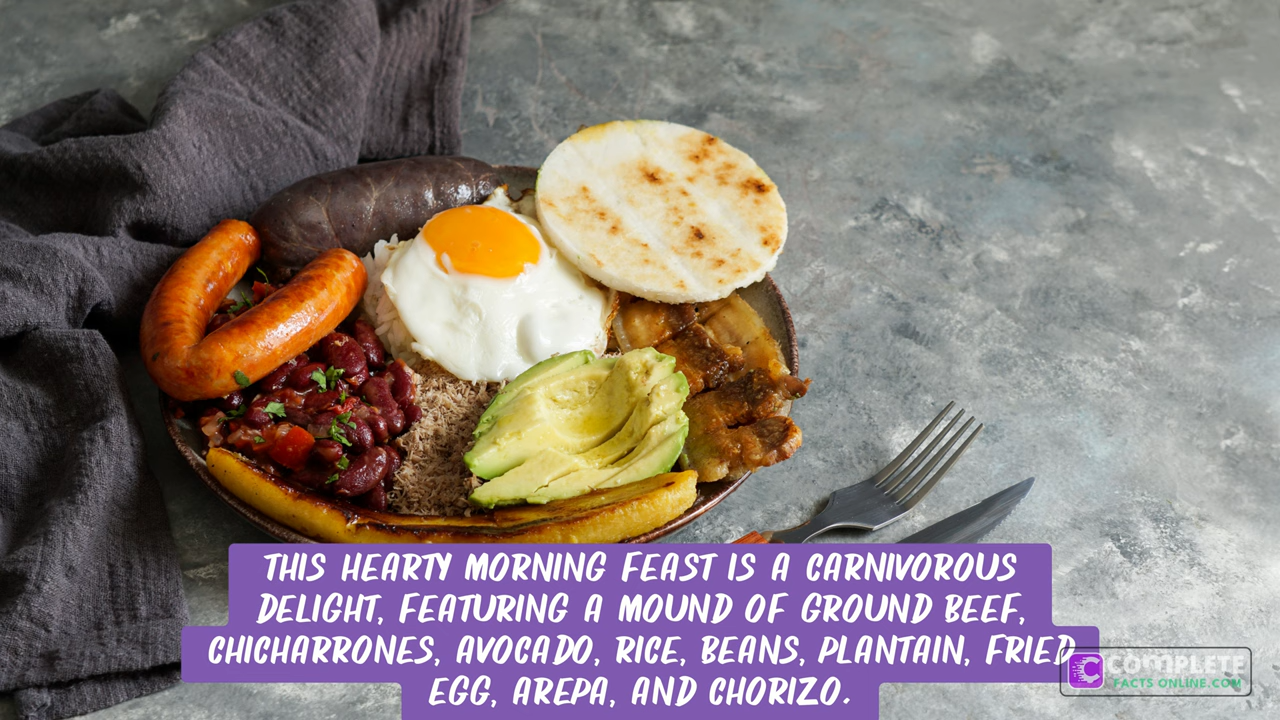 THIS HEARTY MORNING FEAST IS A CARNIVOROUS
DELIGHT, FEATURING A MOUND OF GROUND BEEF,
CHICHARRONES, AVOCADO, RICE, BEANS, PLANTAIN, FRIED
EGG, AREPA, AND CHORIZO.
C COMPLETE
FACTS ONLINE.COM